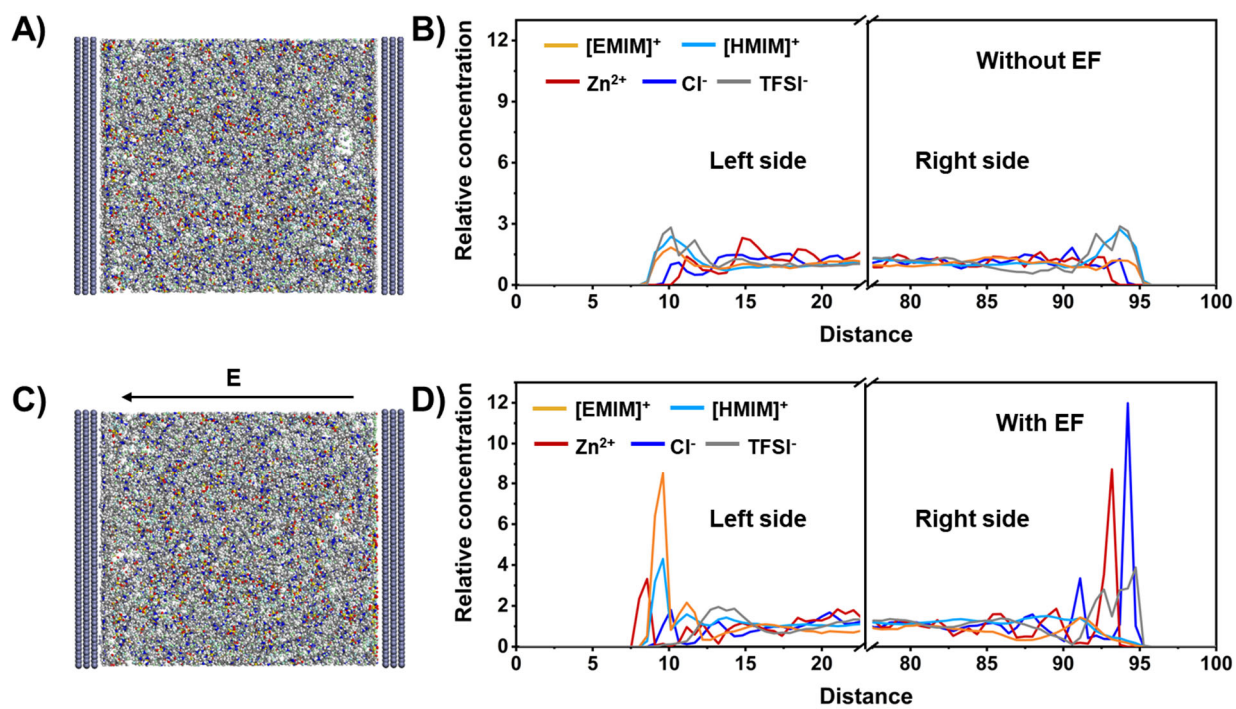 A)
B)
[EMIM]+ [HMIM]+
Zn2+ Cl- TFSI-
Without EF
Left side Right side
Relative concentration
12
9
6
3
0
0 5 10 15 20 80 85 90 95 100
Distance
C)
E
D)
[EMIM]+ [HMIM]+
Zn2+ Cl- TFSI-
With EF
Left side Right side
Relative concentration
12
10
8
6
4
2
0
0 5 10 15 20 80 85 90 95 100
Distance